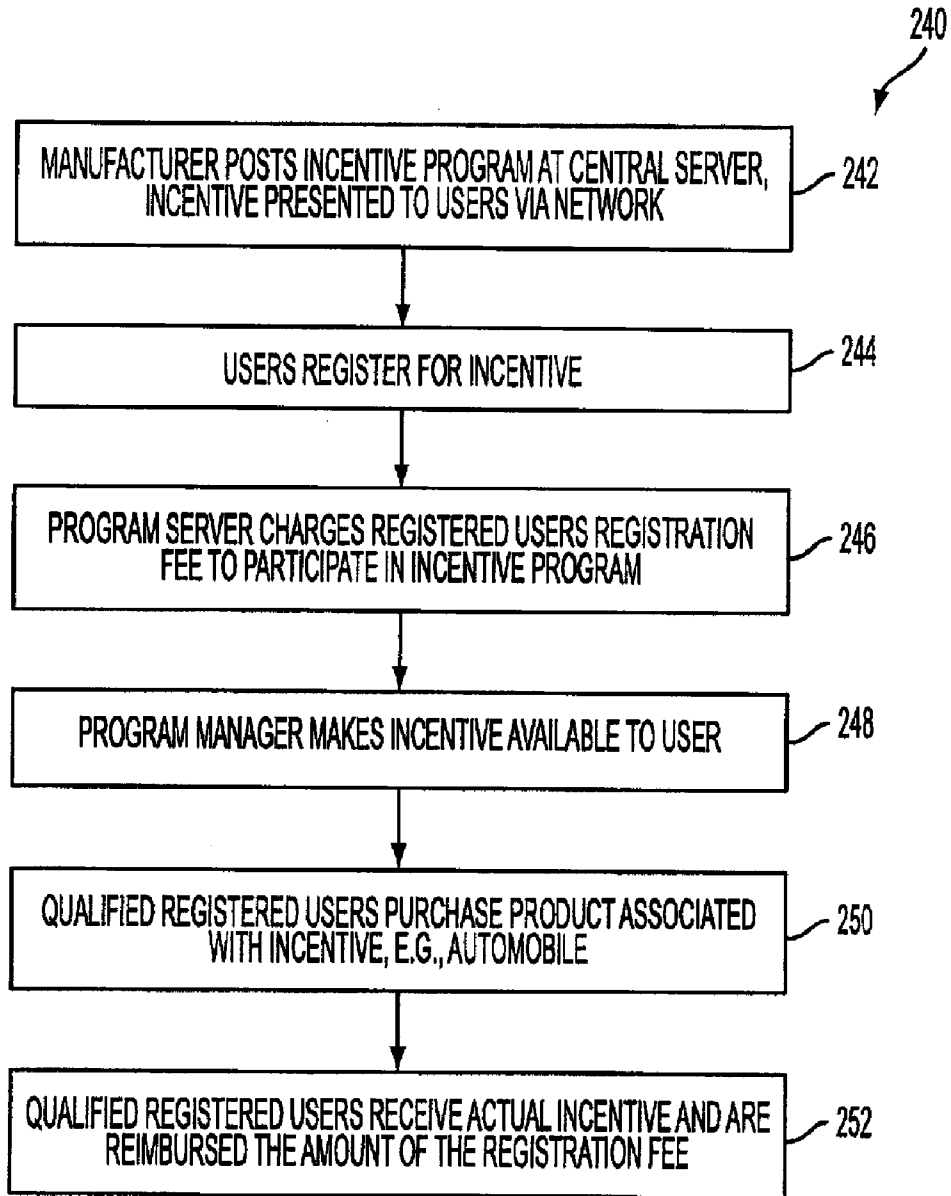 240
MANUFACTURER POSTS INCENTIVE PROGRAM AT CENTRAL SERVER,
INCENTIVE PRESENTED TO USERS VIA NETWORK
242
USERS REGISTER FOR INCENTIVE
244
PROGRAM SERVER CHARGES REGISTERED USERS REGISTRATION
FEE TO PARTICIPATE IN INCENTIVE PROGRAM
246
PROGRAM MANAGER MAKES INCENTIVE AVAILABLE TO USER
248
QUALIFIED REGISTERED USERS PURCHASE PRODUCT ASSOCIATED
WITH INCENTIVE, E.G., AUTOMOBILE
250
QUALIFIED REGISTERED USERS RECEIVE ACTUAL INCENTIVE AND ARE
REIMBURSED THE AMOUNT OF THE REGISTRATION FEE
252